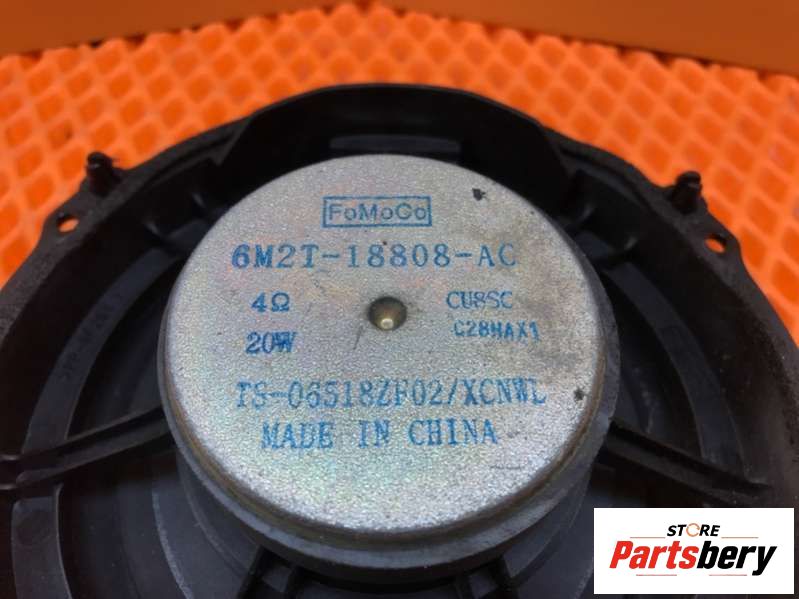 FoMoCo
6M2T-18808-AC
4Ω CU8SC
20W C28HAX1
TS-06518ZF02/XCNWL
MADE IN CHINA
STORE
Partsbery